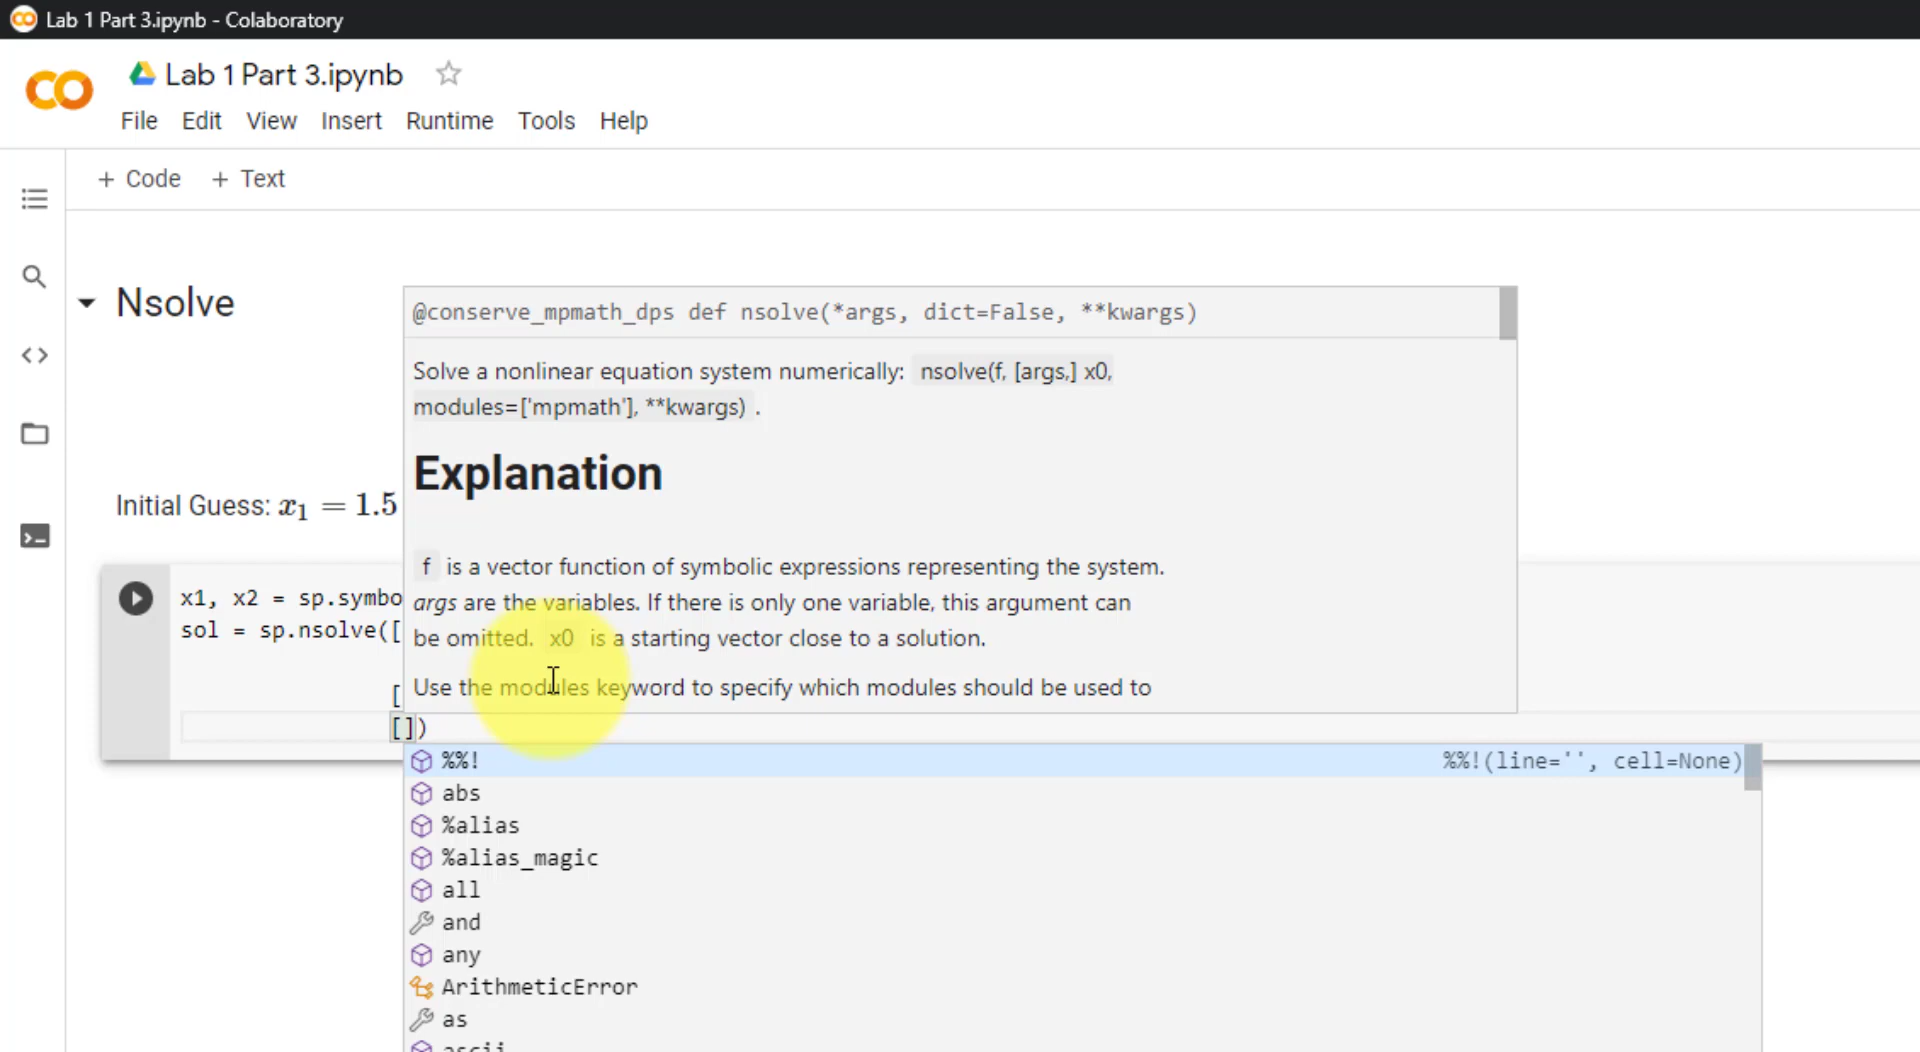 Lab 1 Part 3.ipynb - Colaboratory
Lab 1 Part 3.ipynb
File Edit View Insert Runtime Tools Help
+ Code + Text
Nsolve
@conserve_mpmath_dps def nsolve(*args, dict=False, **kwargs)
Solve a nonlinear equation system numerically: nsolve(f, [args,] x0,
modules=['mpmath'], **kwargs) .
Explanation
Initial Guess: x₁ = 1.5
f is a vector function of symbolic expressions representing the system.
x1, x2 = sp.symbo
args are the variables. If there is only one variable, this argument can
sol = sp.nsolve([
be omitted. x0 is a starting vector close to a solution.
[
Use the modules keyword to specify which modules should be used to
[])
%%! %%!(line='', cell=None)
abs
%alias
%alias_magic
all
and
any
ArithmeticError
as
ascii